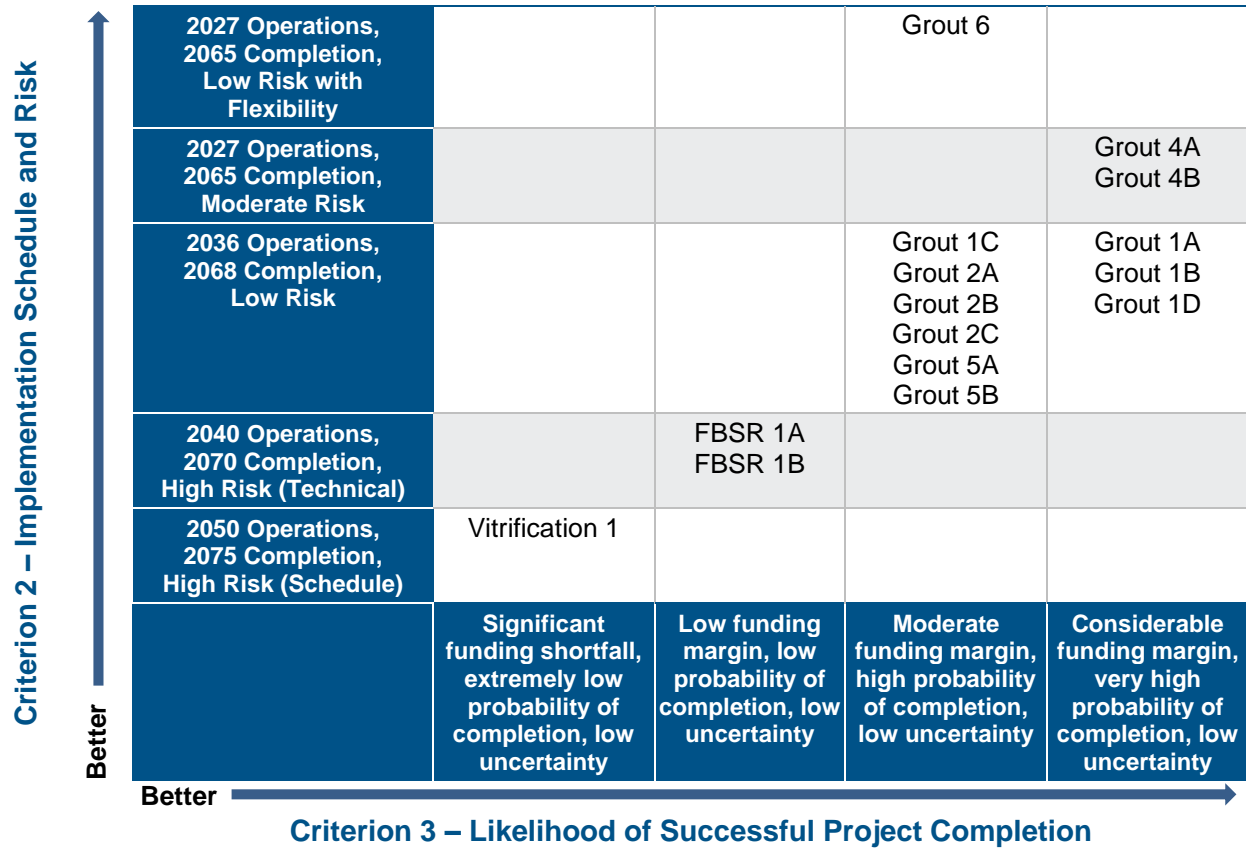 Criterion 2 – Implementation Schedule and Risk
Better
2027 Operations,
2065 Completion,
Low Risk with
Flexibility
Grout 6
2027 Operations,
2065 Completion,
Moderate Risk
Grout 4A
Grout 4B
2036 Operations,
2068 Completion,
Low Risk
Grout 1C
Grout 2A
Grout 2B
Grout 2C
Grout 5A
Grout 5B
Grout 1A
Grout 1B
Grout 1D
2040 Operations,
2070 Completion,
High Risk (Technical)
FBSR 1A
FBSR 1B
2050 Operations,
2075 Completion,
High Risk (Schedule)
Vitrification 1
Significant
funding shortfall,
extremely low
probability of
completion, low
uncertainty
Low funding
margin, low
probability of
completion, low
uncertainty
Moderate
funding margin,
high probability
of completion,
low uncertainty
Considerable
funding margin,
very high
probability of
completion, low
uncertainty
Better
Criterion 3 – Likelihood of Successful Project Completion